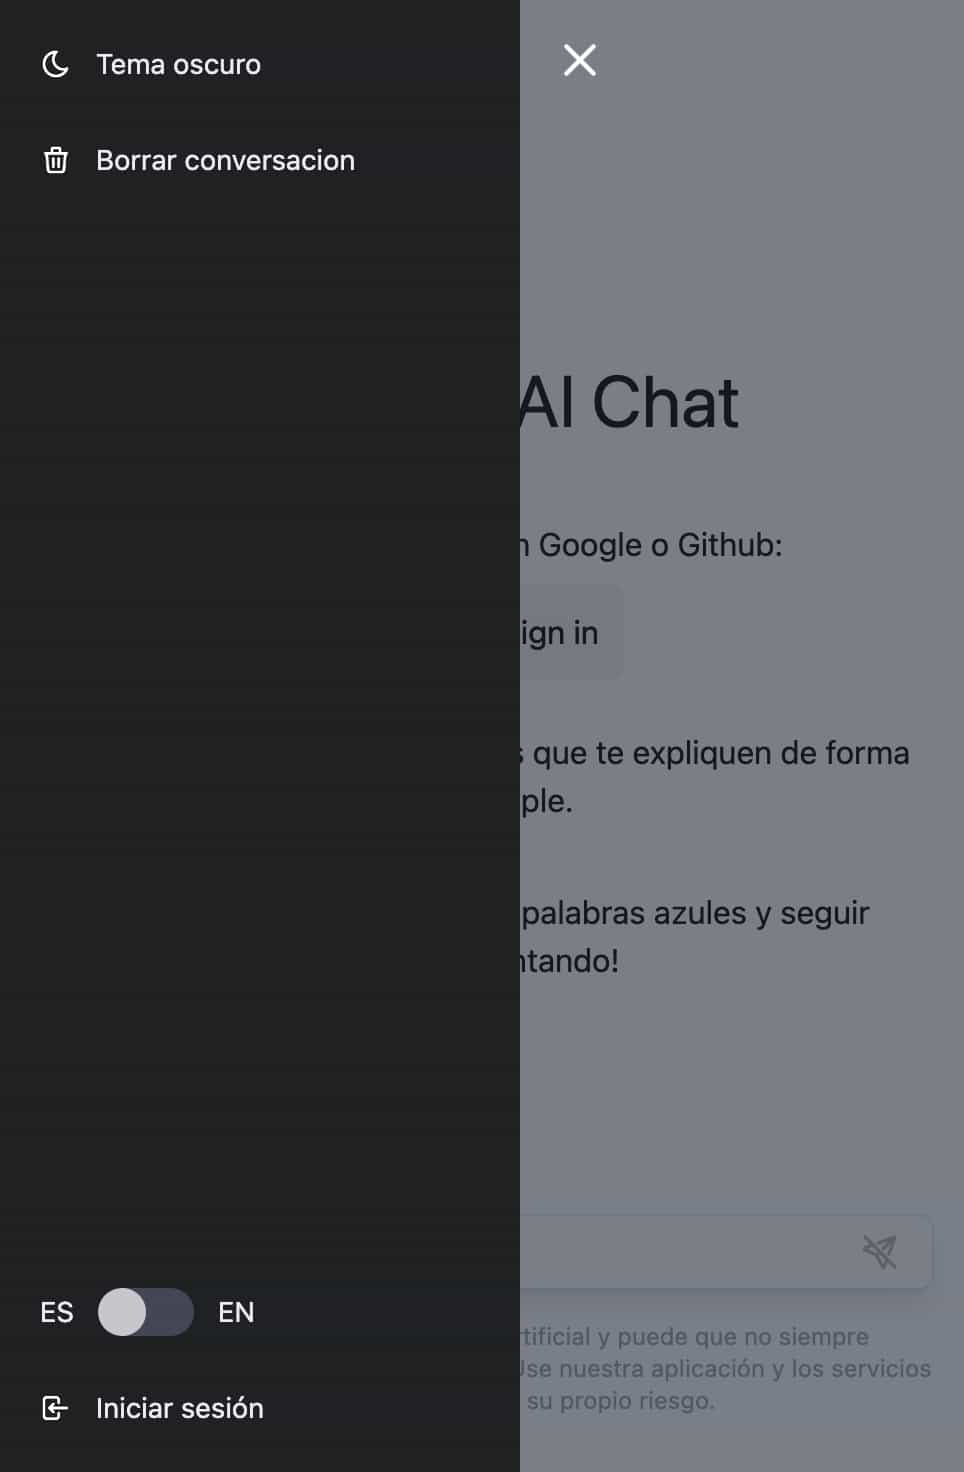 Tema oscuro
Borrar conversacion
AI Chat
Google o Github:
ign in
que te expliquen de forma
ple.
palabras azules y seguir
ntando!
ES EN
rtificial y puede que no siempre
Use nuestra aplicación y los servicios
su propio riesgo.
Iniciar sesión